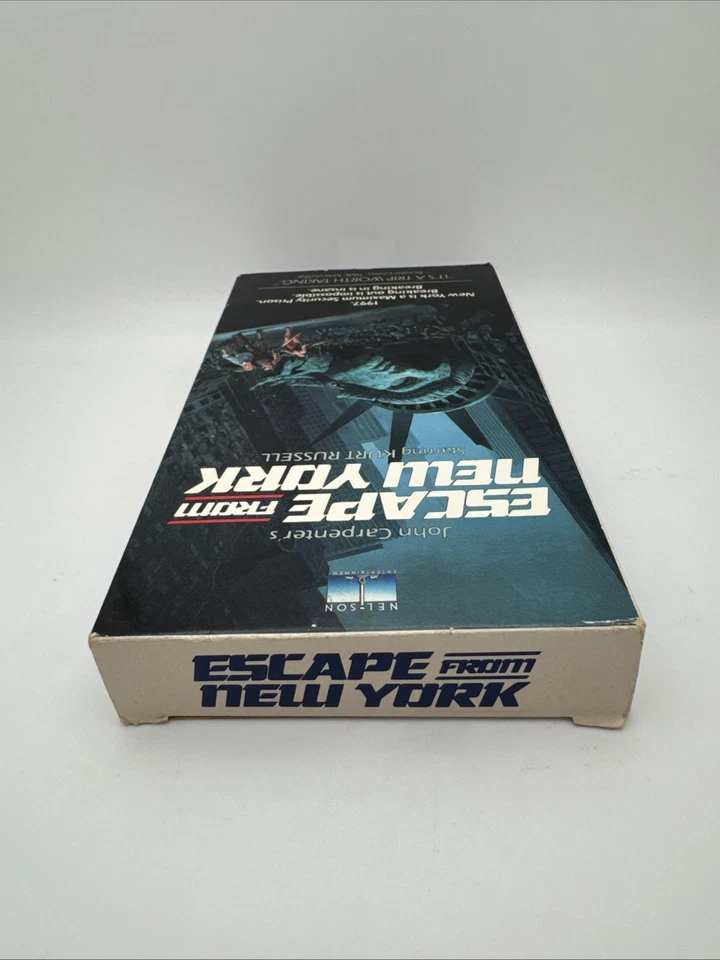 NELSON
ENTERTAINMENT
John Carpenter's
ESCAPE FROM
NEW YORK
Starring KURT RUSSELL
1997.
New York is a Maximum Security Prison.
Breaking out is impossible.
Breaking in is insane.
"IT'S A TRIP WORTH TAKING."
ESCAPE FROM
NEW YORK